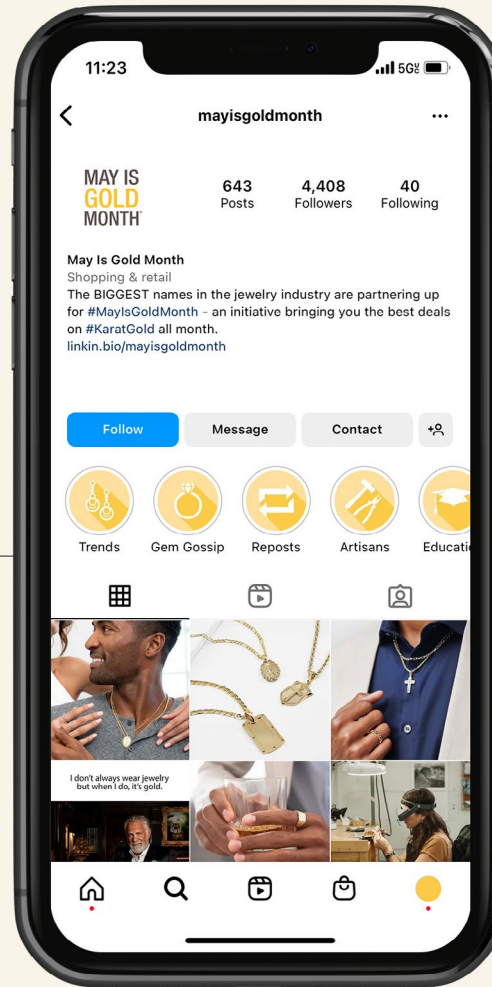 11:23
5G
mayisgoldmonth
MAY IS
GOLD
MONTH
643
Posts
4,408
Followers
40
Following
May Is Gold Month
Shopping & retail
The BIGGEST names in the jewelry industry are partnering up
for #MayIsGoldMonth - an initiative bringing you the best deals
on #KaratGold all month.
linkin.bio/mayisgoldmonth
Follow
Message
Contact
Trends
Gem Gossip
Reposts
Artisans
Educati
I don't always wear jewelry
but when I do, it's gold.